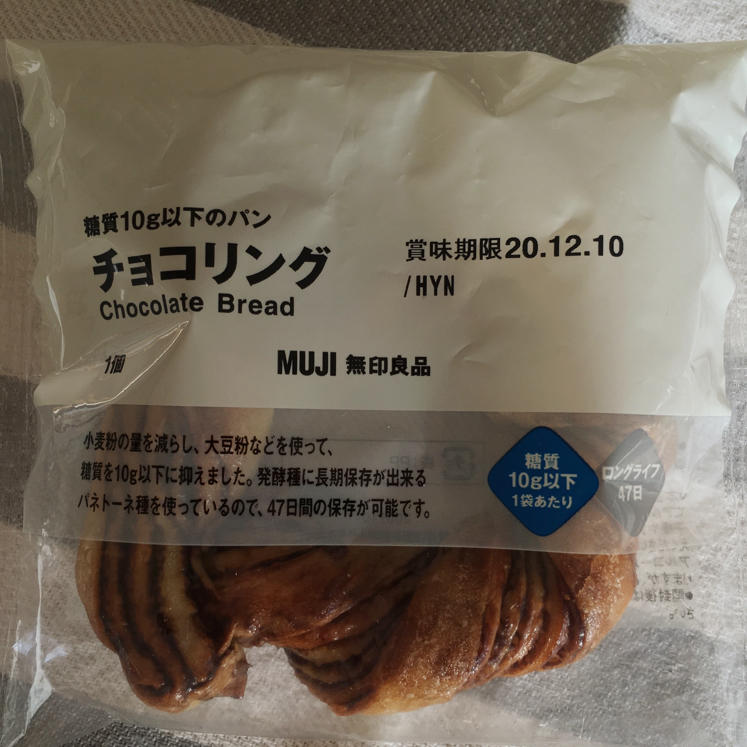 糖質10g以下のパン
チョコリング
Chocolate Bread
賞味期限20.12.10
/HYN
1個
MUJI 無印良品
小麦粉の量を減らし、大豆粉などを使って、
糖質を10g以下に抑えました。発酵種に長期保存が出来る
パネトーネ種を使っているので、47日間の保存が可能です。
糖質
10g以下
1袋あたり
ロングライフ
47日